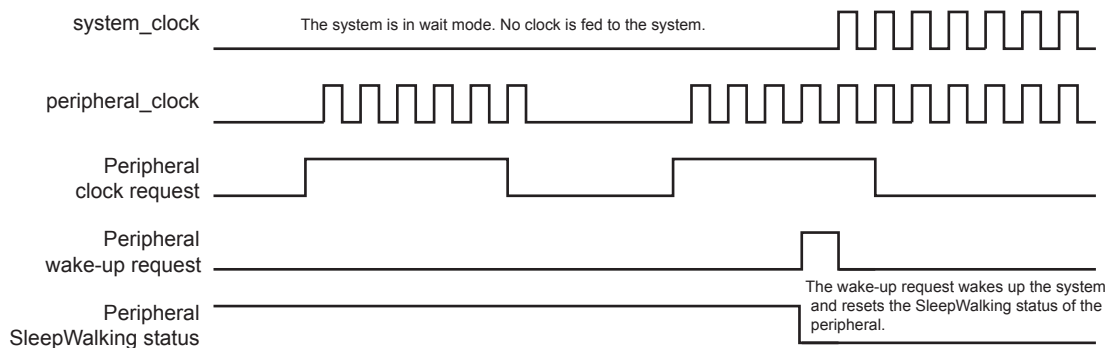 system_clock
The system is in wait mode. No clock is fed to the system.
peripheral_clock
Peripheral
clock request
Peripheral
wake-up request
The wake-up request wakes up the system
and resets the SleepWalking status of the
peripheral.
Peripheral
SleepWalking status